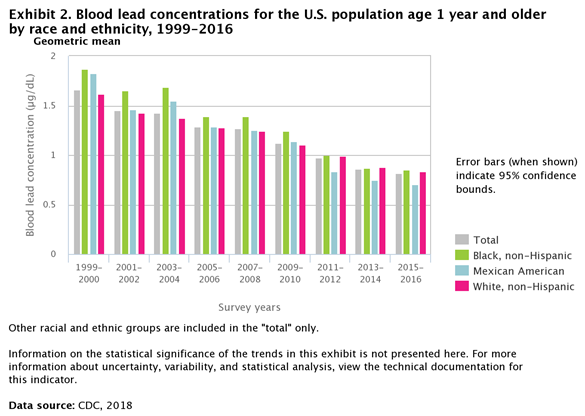 Exhibit 2. Blood lead concentrations for the U.S. population age 1 year and older
by race and ethnicity, 1999–2016
Geometric mean
Blood lead concentration (µg/dL)
2
1.5
1
0.5
0
1999–
2000
2001–
2002
2003–
2004
2005–
2006
2007–
2008
2009–
2010
2011–
2012
2013–
2014
2015–
2016
Survey years
Error bars (when shown)
indicate 95% confidence
bounds.
Total
Black, non-Hispanic
Mexican American
White, non-Hispanic
Other racial and ethnic groups are included in the "total" only.
Information on the statistical significance of the trends in this exhibit is not presented here. For more
information about uncertainty, variability, and statistical analysis, view the technical documentation for
this indicator.
Data source: CDC, 2018